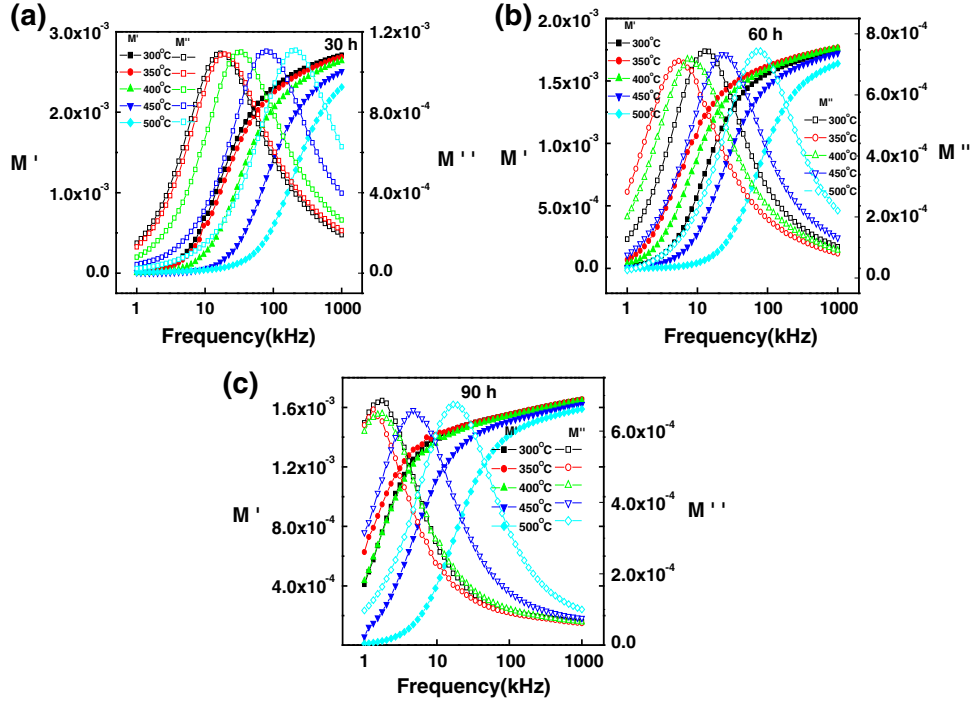 (a)
30 h
M' M''
300°C
350°C
400°C
450°C
500°C
3.0x10⁻³
2.0x10⁻³
1.0x10⁻³
0.0
1.2x10⁻³
8.0x10⁻⁴
4.0x10⁻⁴
0.0
M '
M ' '
1 10 100 1000
Frequency(kHz)
(b)
60 h
M'
300°C
350°C
400°C
450°C
500°C
M''
300°C
350°C
400°C
450°C
500°C
2.0x10⁻³
1.5x10⁻³
1.0x10⁻³
5.0x10⁻⁴
0.0
8.0x10⁻⁴
6.0x10⁻⁴
4.0x10⁻⁴
2.0x10⁻⁴
0.0
M '
M ''
1 10 100 1000
Frequency(kHz)
(c)
90 h
M' M''
300°C
350°C
400°C
450°C
500°C
1.6x10⁻³
1.2x10⁻³
8.0x10⁻⁴
4.0x10⁻⁴
6.0x10⁻⁴
4.0x10⁻⁴
2.0x10⁻⁴
0.0
M '
M ' '
1 10 100 1000
Frequency(kHz)